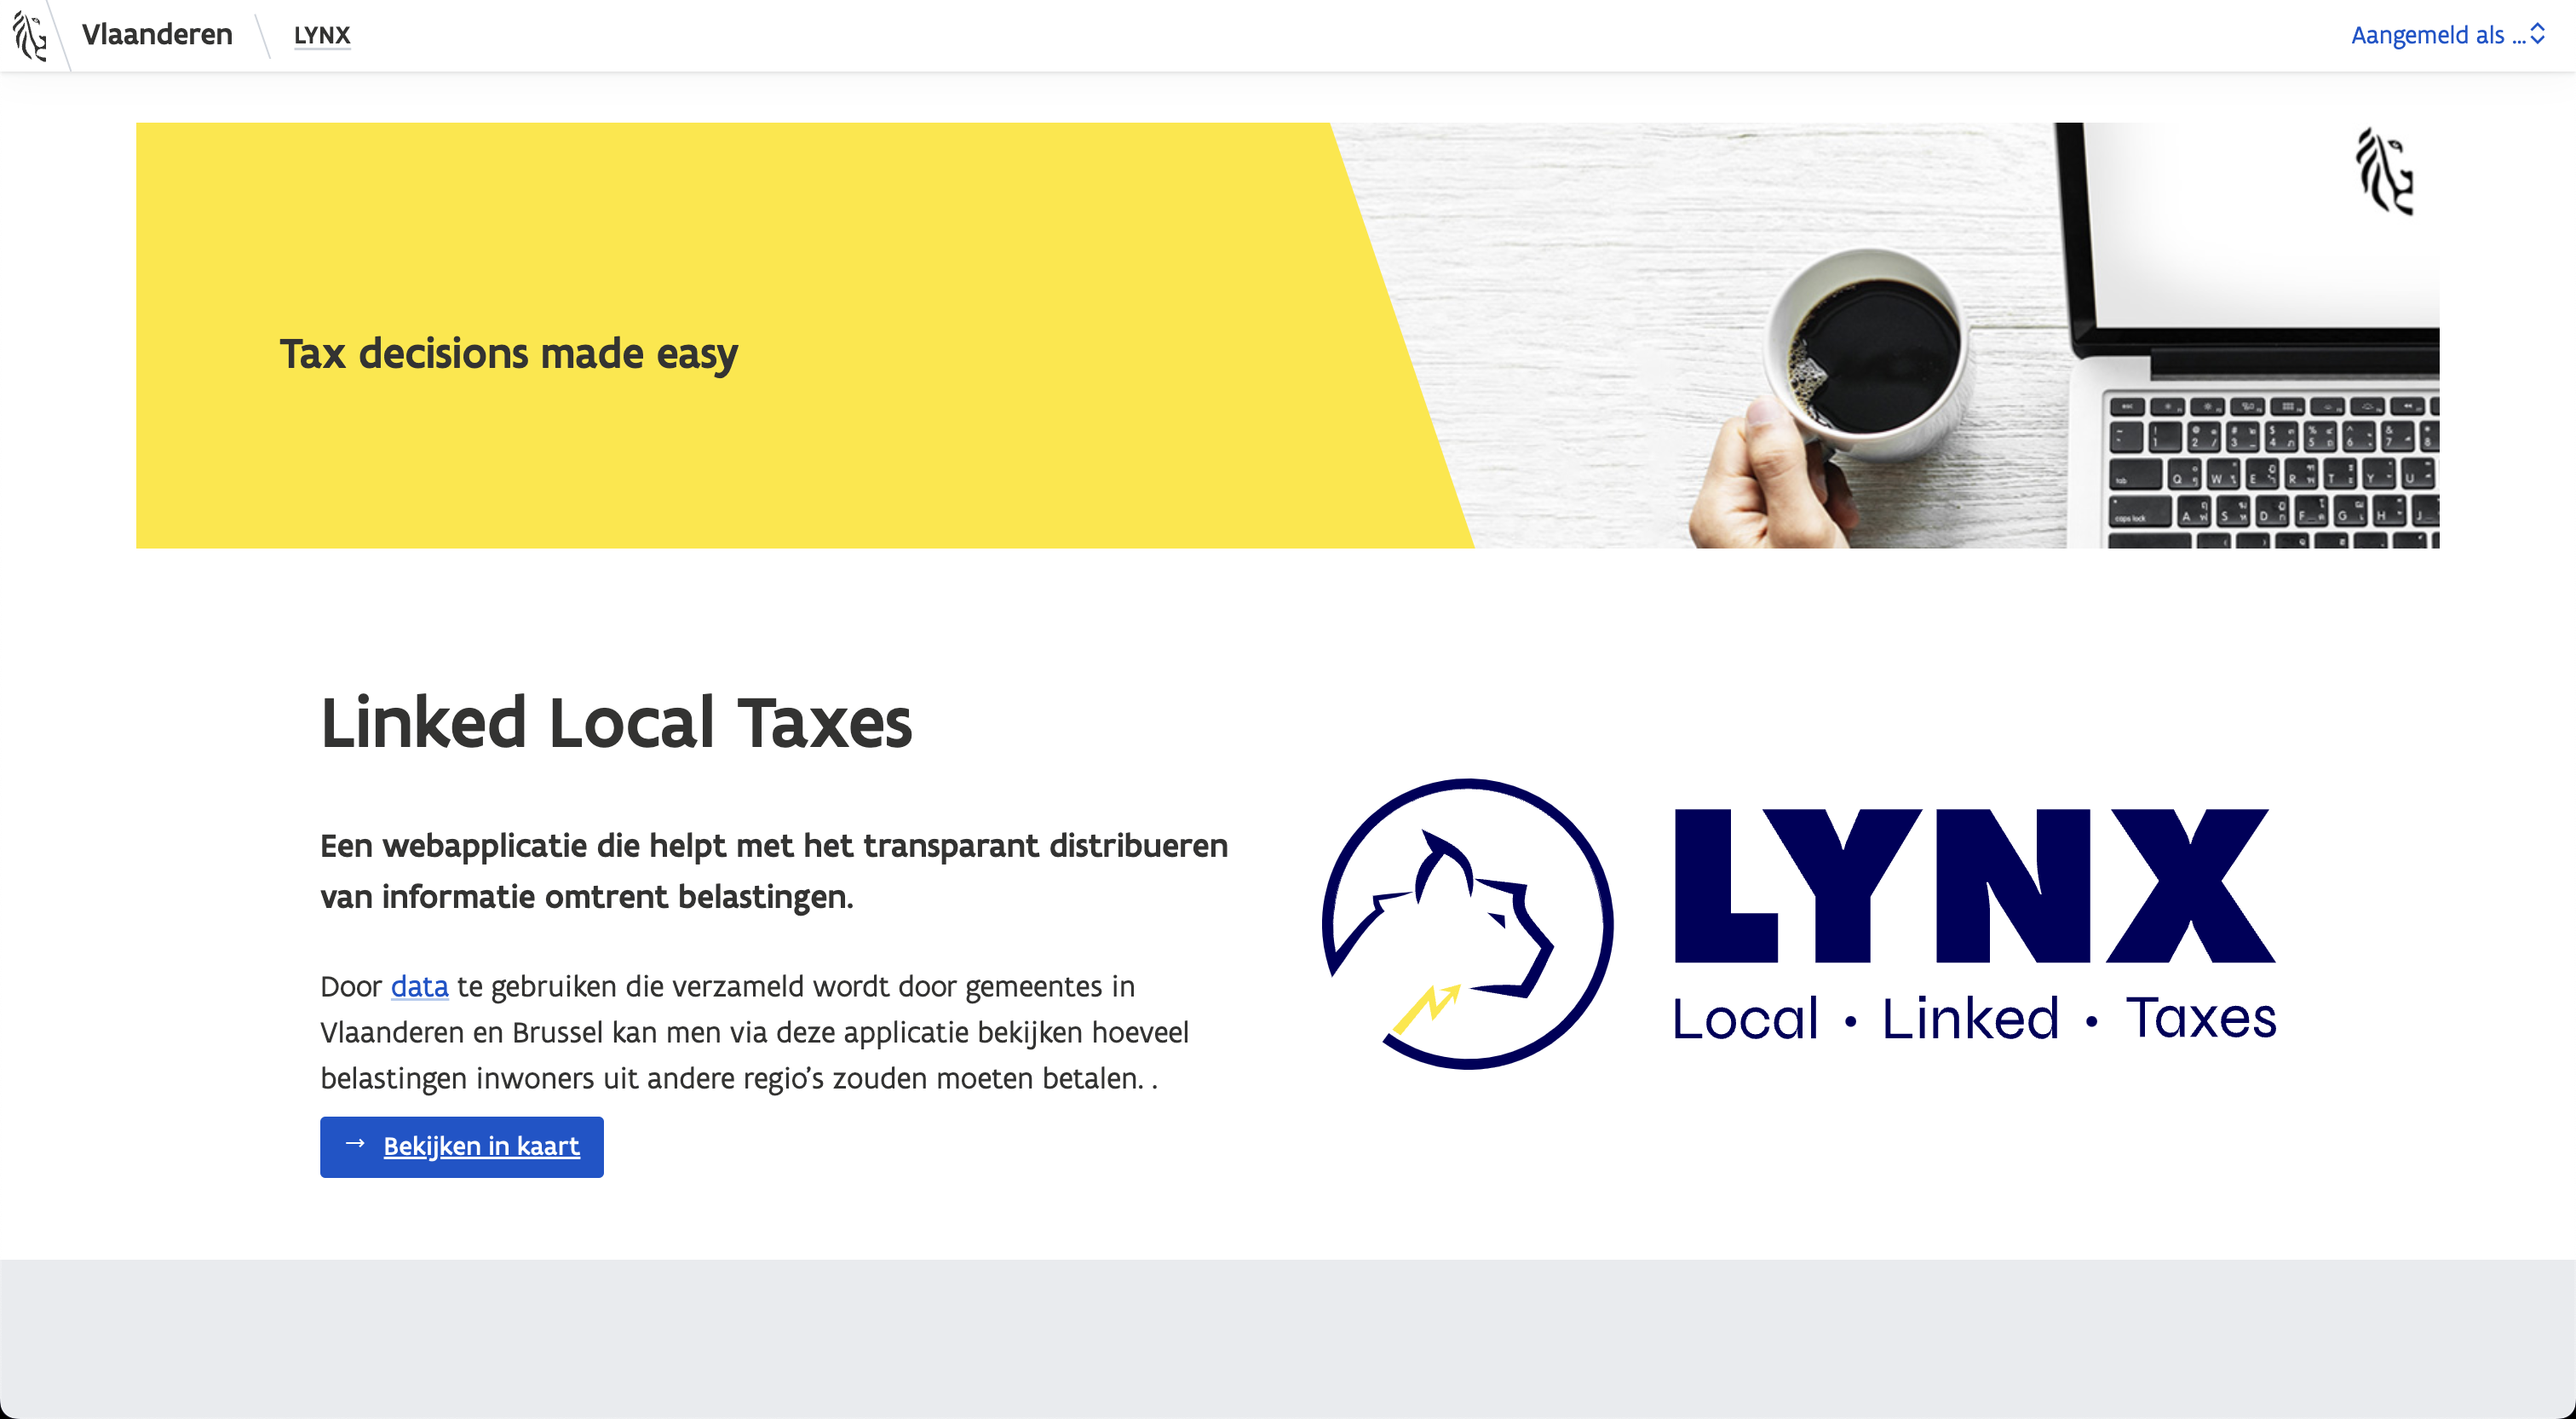 Vlaanderen
LYNX
Aangemeld als ...
Tax decisions made easy
Linked Local Taxes
Een webapplicatie die helpt met het transparant distribueren
van informatie omtrent belastingen.
Door data te gebruiken die verzameld wordt door gemeentes in
Vlaanderen en Brussel kan men via deze applicatie bekijken hoeveel
belastingen inwoners uit andere regio's zouden moeten betalen. .
→ Bekijken in kaart
LYNX
Local • Linked • Taxes